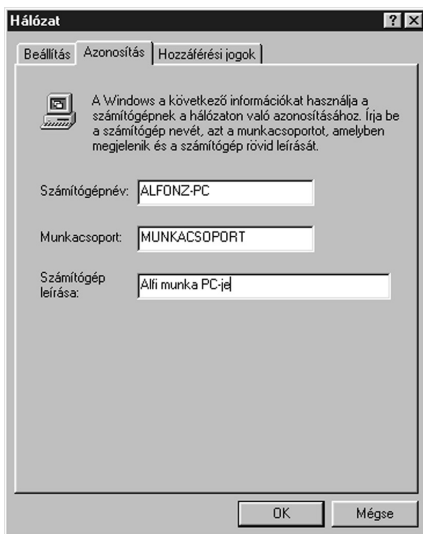 Hálózat
Beállítás Azonosítás Hozzáférési jogok
A Windows a következő információkat használja a
számítógépnek a hálózaton való azonosításához. Írja be
a számítógép nevét, azt a munkacsoportot, amelyben
megjelenik és a számítógép rövid leírását.
Számítógépnév: ALFONZ-PC
Munkacsoport: MUNKACSOPORT
Számítógép
leírása: Alfi munka PC-je
OK Mégse